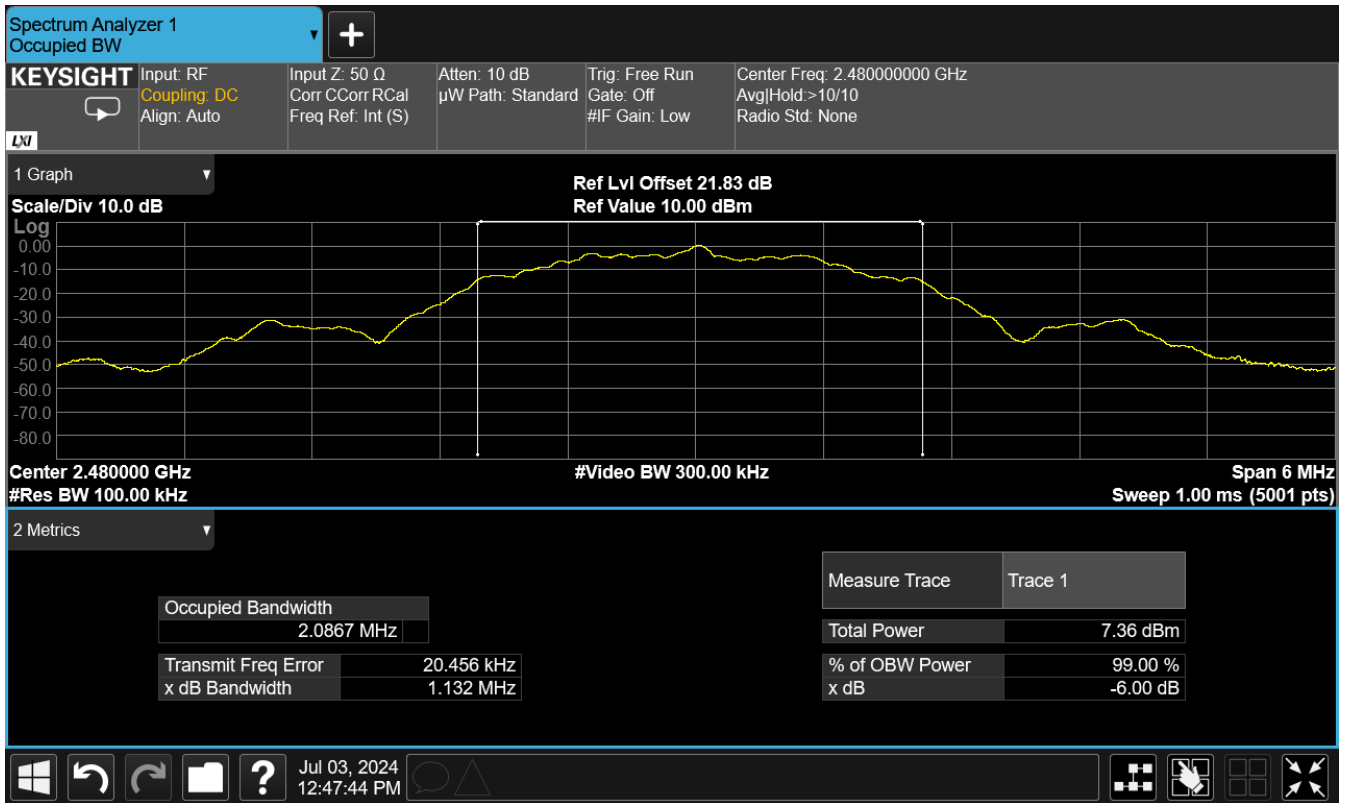 Spectrum Analyzer 1
Occupied BW
KEYSIGHT
LXI
Input: RF
Coupling: DC
Align: Auto
Input Z: 50 Ω
Corr CCorr RCal
Freq Ref: Int (S)
Atten: 10 dB
µW Path: Standard
Trig: Free Run
Gate: Off
#IF Gain: Low
Center Freq: 2.480000000 GHz
Avg|Hold:>10/10
Radio Std: None
1 Graph
Scale/Div 10.0 dB
Ref Lvl Offset 21.83 dB
Ref Value 10.00 dBm
Log
0.00
-10.0
-20.0
-30.0
-40.0
-50.0
-60.0
-70.0
-80.0
Center 2.480000 GHz
#Video BW 300.00 kHz
Span 6 MHz
#Res BW 100.00 kHz
Sweep 1.00 ms (5001 pts)
2 Metrics
Measure Trace Trace 1
Occupied Bandwidth
2.0867 MHz
Total Power 7.36 dBm
Transmit Freq Error 20.456 kHz
% of OBW Power 99.00 %
x dB Bandwidth 1.132 MHz
x dB -6.00 dB
?
Jul 03, 2024
12:47:44 PM